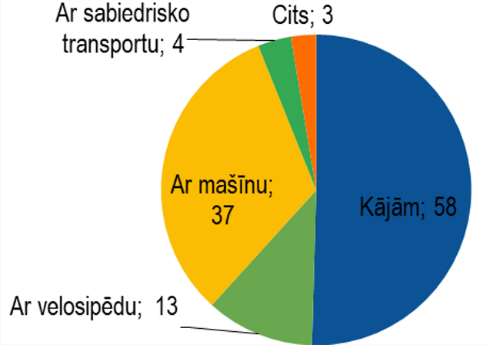 Ar sabiedrisko
transportu; 4
Cits; 3
Ar mašīnu;
37
Kājām; 58
Ar velosipēdu; 13